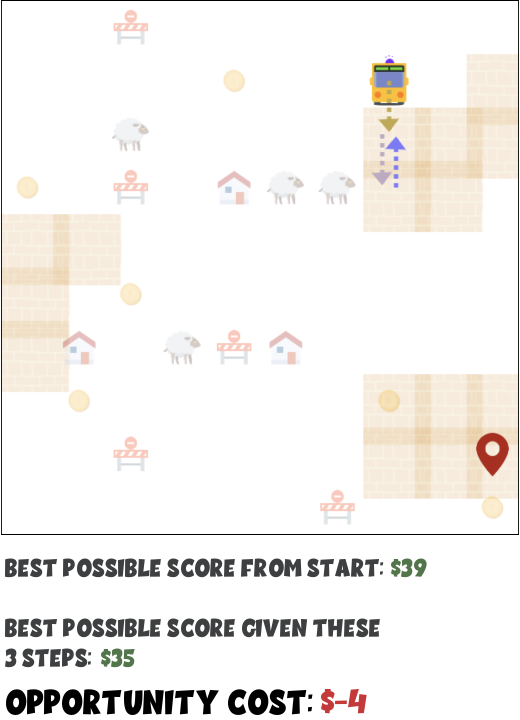 BEST POSSIBLE SCORE FROM START: $39
BEST POSSIBLE SCORE GIVEN THESE
3 STEPS: $35
OPPORTUNITY COST: $-4